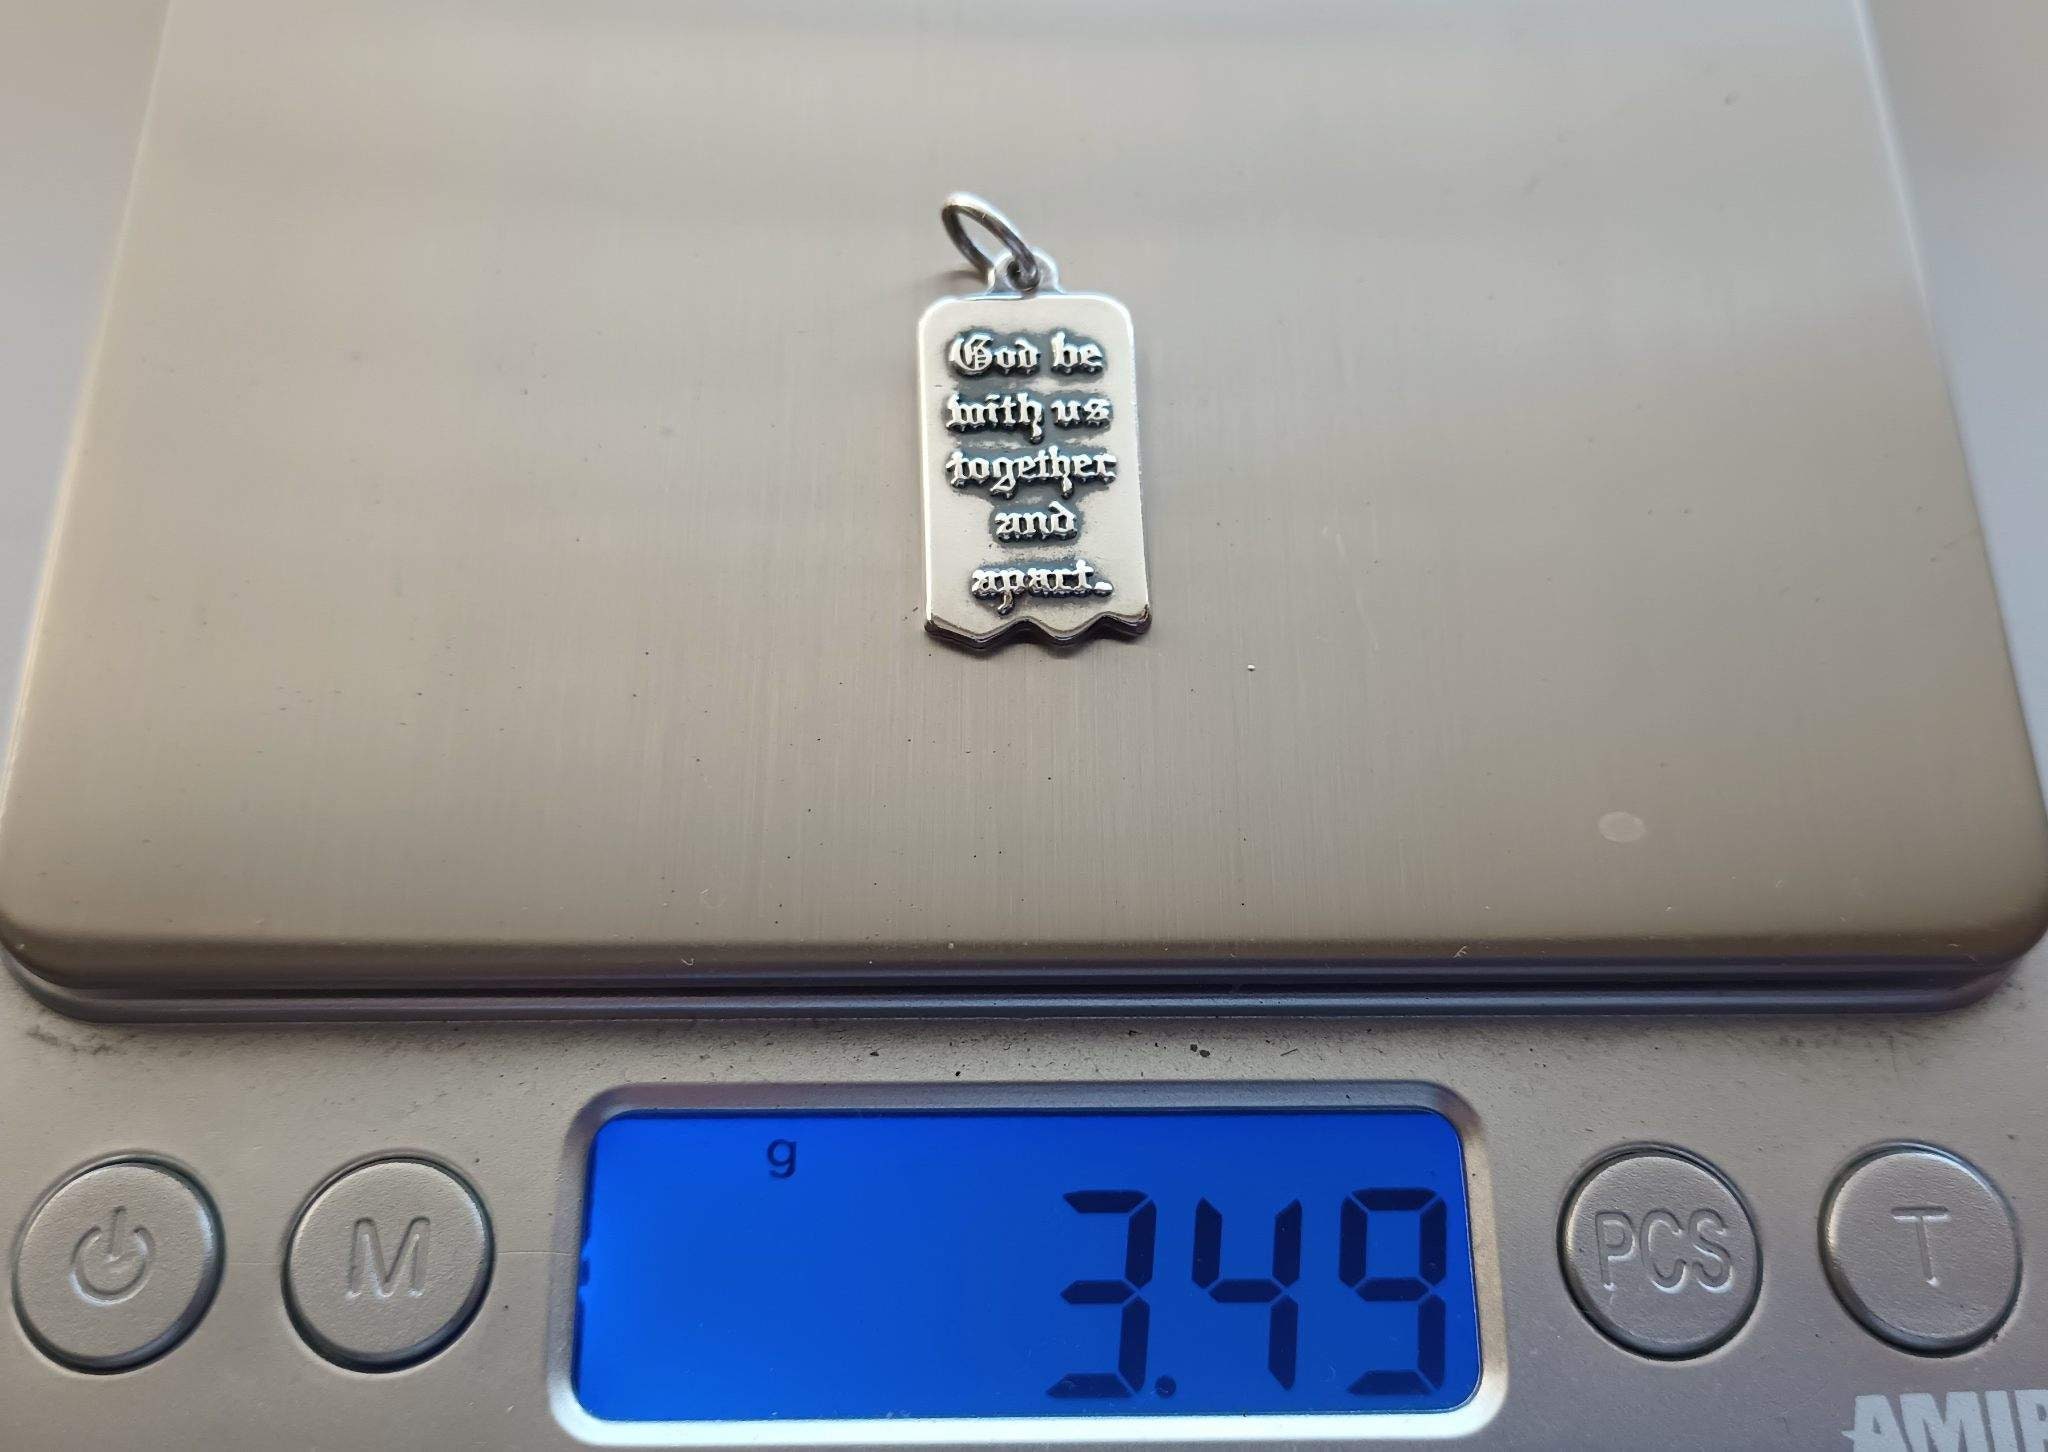 God be
with us
together
and
apart.
g
3.49
M
PCS
T